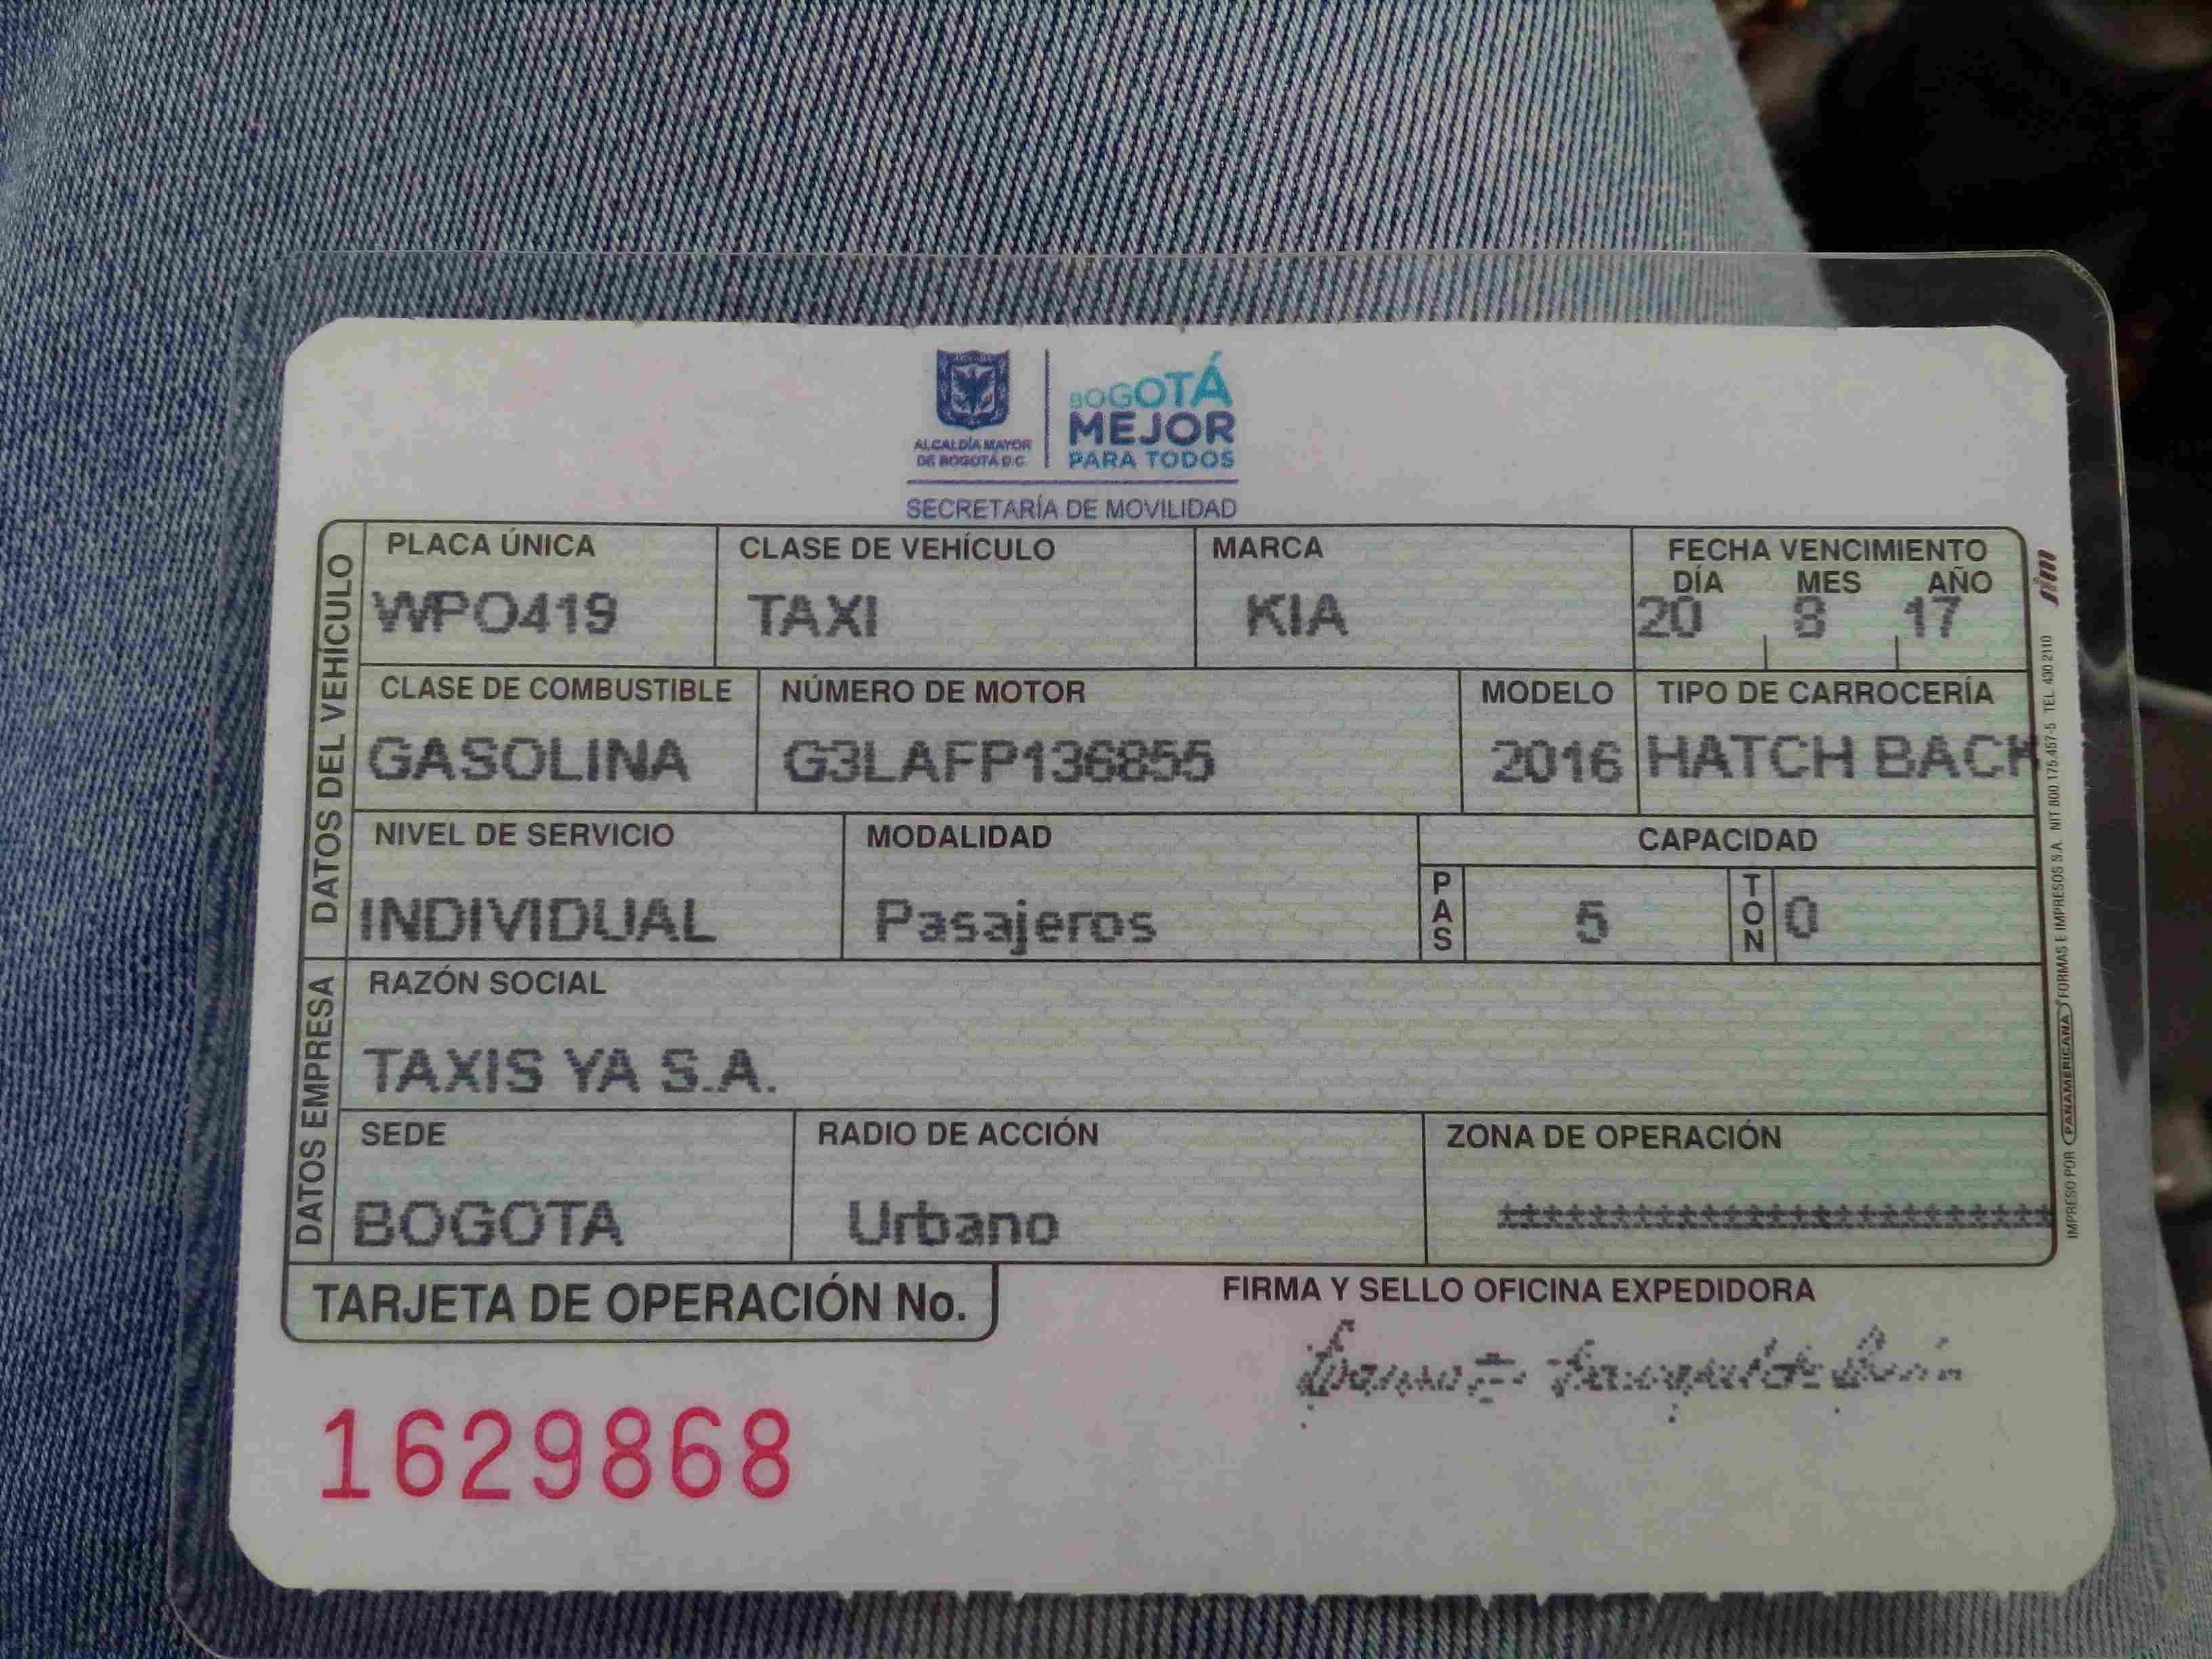 ALCALDÍA MAYOR
DE BOGOTÁ D.C.
BOGOTÁ
MEJOR
PARA TODOS
SECRETARÍA DE MOVILIDAD
DATOS DEL VEHÍCULO
PLACA ÚNICA CLASE DE VEHÍCULO MARCA FECHA VENCIMIENTO
DÍA MES AÑO
WPO419 TAXI KIA 20 8 17
CLASE DE COMBUSTIBLE NÚMERO DE MOTOR MODELO TIPO DE CARROCERÍA
GASOLINA G3LAFP136855 2016 HATCH BACK
NIVEL DE SERVICIO MODALIDAD CAPACIDAD
INDIVIDUAL Pasajeros PAS 5 TON 0
DATOS EMPRESA
RAZÓN SOCIAL
TAXIS YA S.A.
SEDE RADIO DE ACCIÓN ZONA DE OPERACIÓN
BOGOTA Urbano **************************
TARJETA DE OPERACIÓN No. FIRMA Y SELLO OFICINA EXPEDIDORA
1629868
IMPRESO POR PANAMERICANA FORMAS E IMPRESOS S.A. NIT 800.175.457-5 TEL. 430 2110